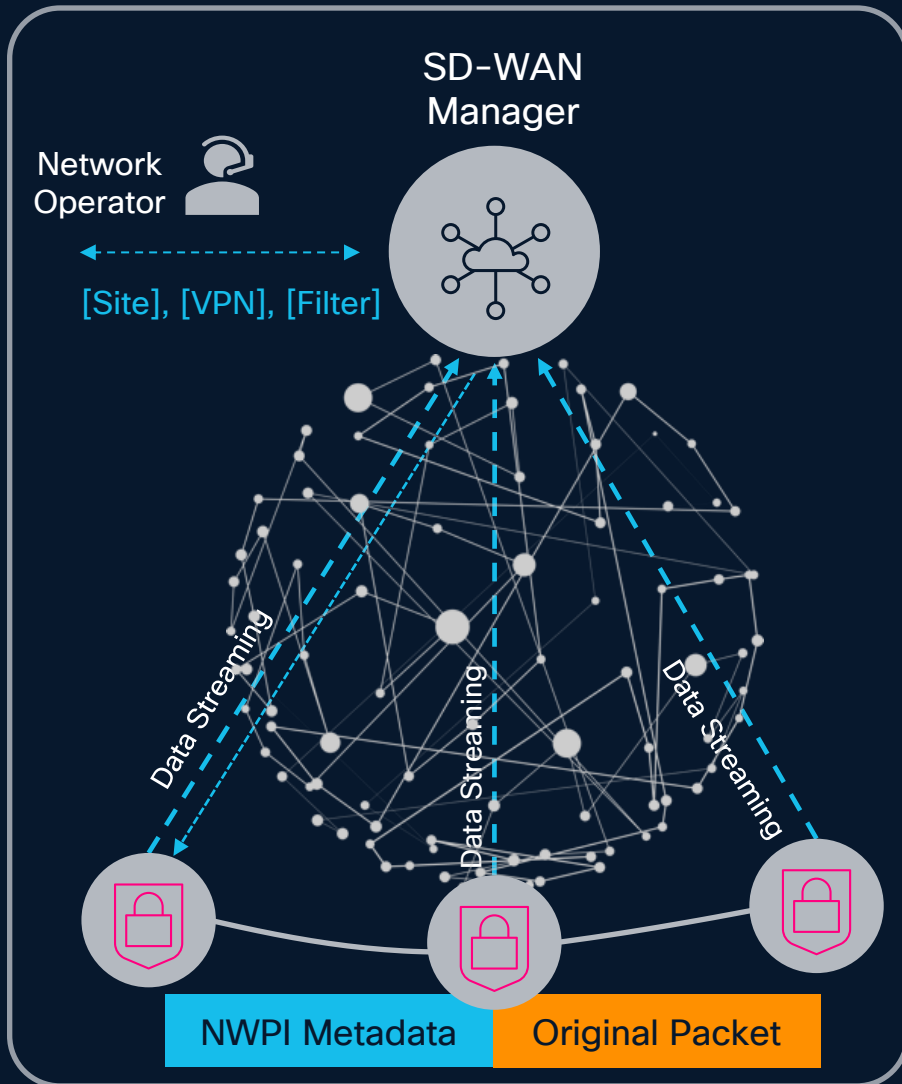 SD-WAN
Manager
Network
Operator
[Site], [VPN], [Filter]
Data Streaming
Data Streaming
Data Streaming
NWPI Metadata
Original Packet